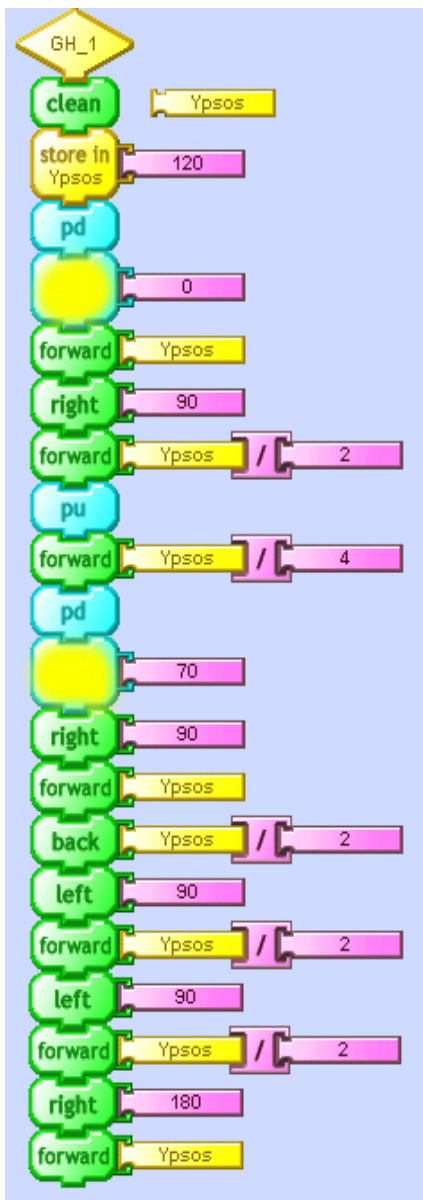 GH_1
clean
Ypsos
store in
Ypsos
120
pd
0
forward Ypsos
right 90
forward Ypsos / 2
pu
forward Ypsos / 4
pd
70
right 90
forward Ypsos
back Ypsos / 2
left 90
forward Ypsos / 2
left 90
forward Ypsos / 2
right 180
forward Ypsos